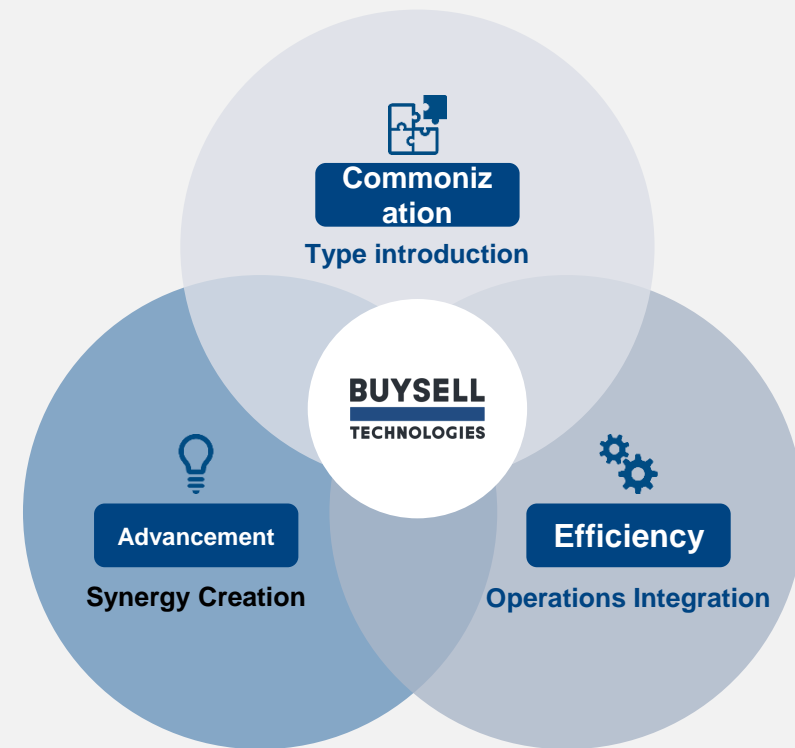 Commoniz
ation
Type introduction
BUYSELL
TECHNOLOGIES
Advancement
Synergy Creation
Efficiency
Operations Integration